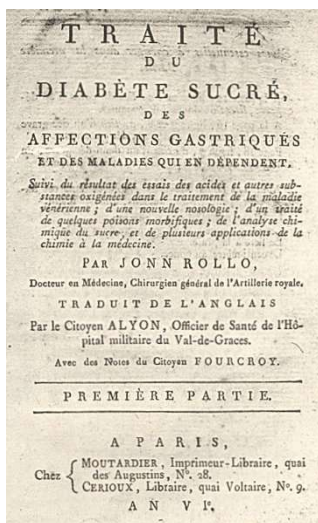 TRAITÉ
DU
DIABÈTE SUCRÉ,
DES
AFFECTIONS GASTRIQUES
ET DES MALADIES QUI EN DÉPENDENT.
Suivi du résultat des essais des acides et autres sub-
stances oxigénées dans le traitement de la maladie
vénérienne ; d'une nouvelle nosologie ; d'un traité
de quelques poisons morbifiques ; de l'analyse chi-
mique du sucre, et de plusieurs applications de la
chimie à la médecine.
PAR JONN ROLLO,
Docteur en Médecine, Chirurgien général de l'Artillerie royale.
TRADUIT DE L'ANGLAIS
Par le Citoyen ALYON, Officier de Santé de l'Hô-
pital militaire du Val-de-Graces.
Avec des Notes du Citoyen FOURCROY.
PREMIÈRE PARTIE.
A PARIS,
Chez { MOUTARDIER, Imprimeur-Libraire, quai
des Augustins, Nº. 28.
CERIOUX, Libraire, quai Voltaire, Nº. 9.
AN VIᵉ.